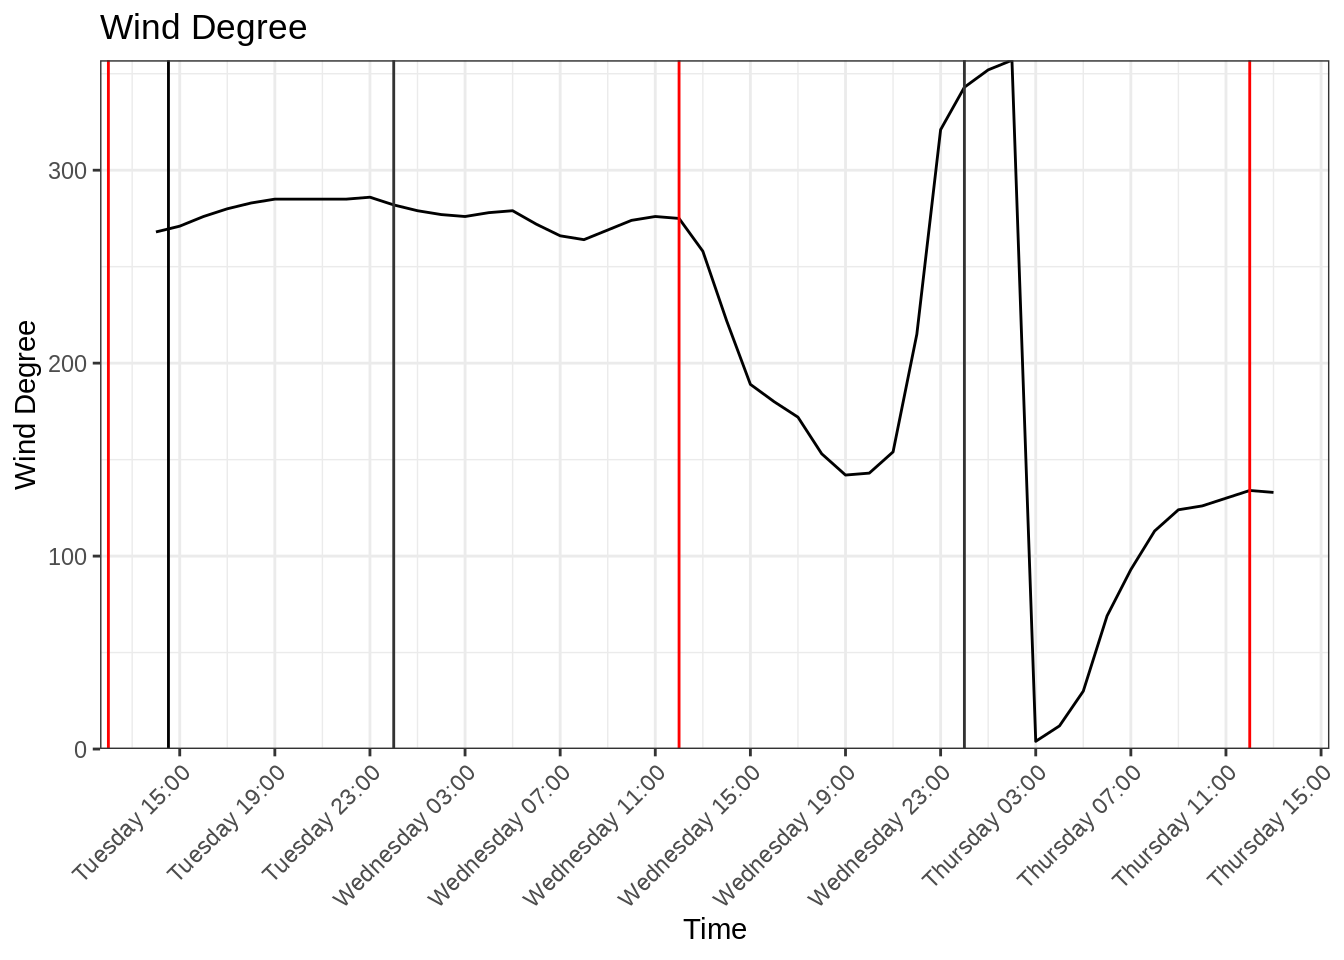 Wind Degree
Wind Degree
300
200
100
0
Tuesday 15:00
Tuesday 19:00
Tuesday 23:00
Wednesday 03:00
Wednesday 07:00
Wednesday 11:00
Wednesday 15:00
Wednesday 19:00
Wednesday 23:00
Thursday 03:00
Thursday 07:00
Thursday 11:00
Thursday 15:00
Time